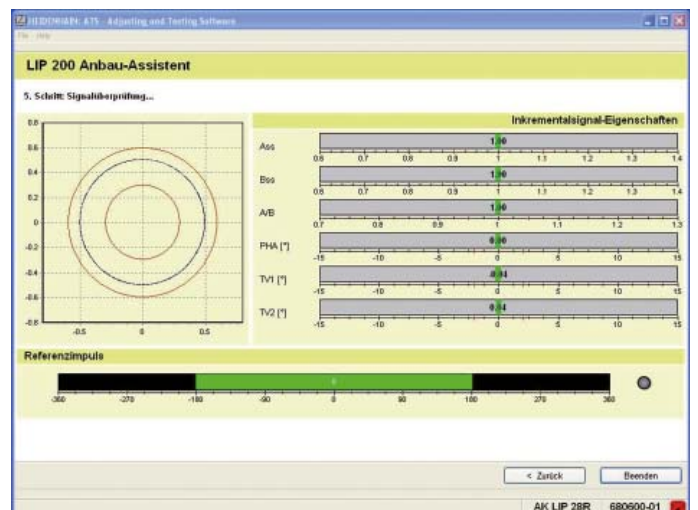 HEIDENHAIN: ATS - Adjusting and Testing Software
File Help
LIP 200 Anbau-Assistent
5. Schritt: Signalüberprüfung...
Inkrementalsignal-Eigenschaften
0.8
0.6
0.4
0.2
0
-0.2
-0.4
-0.6
-0.8
-0.5 0 0.5
Ass 1.00
0.6 0.7 0.8 0.9 1 1.1 1.2 1.3 1.4
Bss 1.00
0.6 0.7 0.8 0.9 1 1.1 1.2 1.3 1.4
A/B 1.00
0.7 0.8 0.9 1 1.1 1.2 1.3
PHA [°] 0.00
-15 -10 -5 0 5 10 15
TV1 [°]
-15 -10 -5 0 5 10 15
TV2 [°] 0.04
-15 -10 -5 0 5 10 15
Referenzimpuls
0
-360 -270 -180 -90 0 90 180 270 360
< Zurück Beenden
AK LIP 28R 680600-01